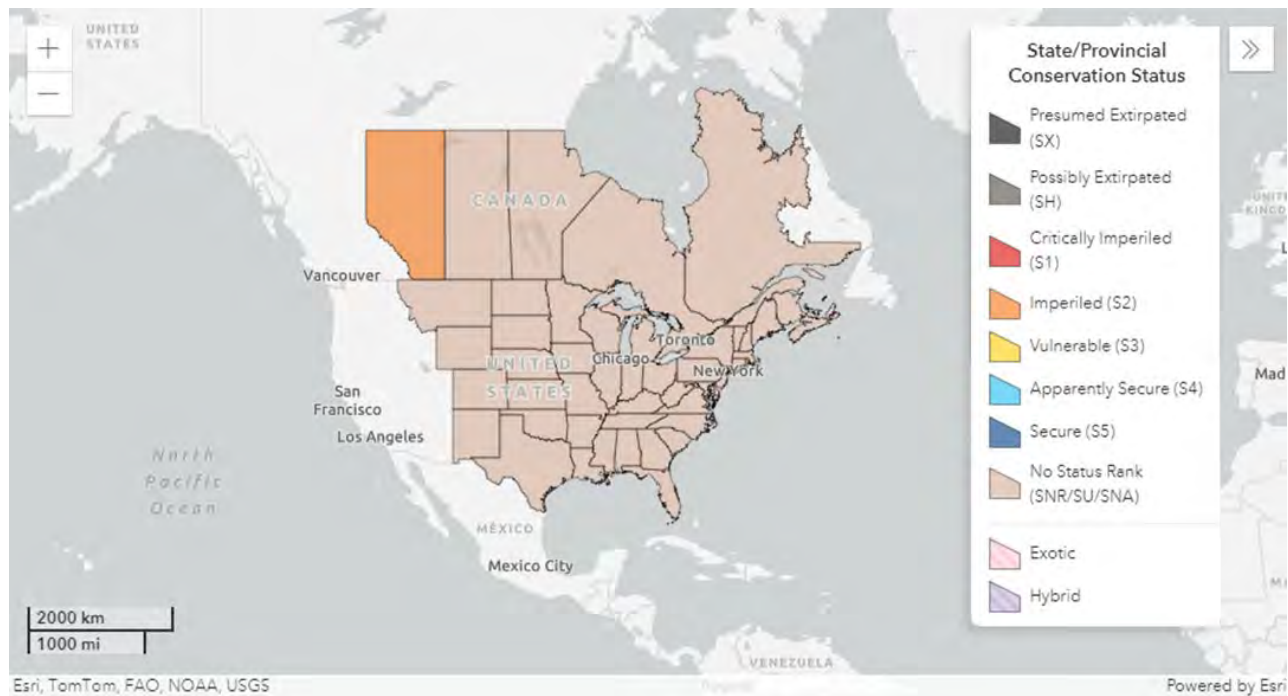 UNITED
STATES
+
−
CANADA
Vancouver
Toronto
Chicago
New York
UNITED
STATES
San
Francisco
Los Angeles
North
Pacific
Ocean
MÉXICO
Mexico City
VENEZUELA
2000 km
1000 mi
State/Provincial
Conservation Status
Presumed Extirpated
(SX)
Possibly Extirpated
(SH)
Critically Imperiled
(S1)
Imperiled (S2)
Vulnerable (S3)
Apparently Secure (S4)
Secure (S5)
No Status Rank
(SNR/SU/SNA)
Exotic
Hybrid
Mad
Esri, TomTom, FAO, NOAA, USGS
Powered by Esri